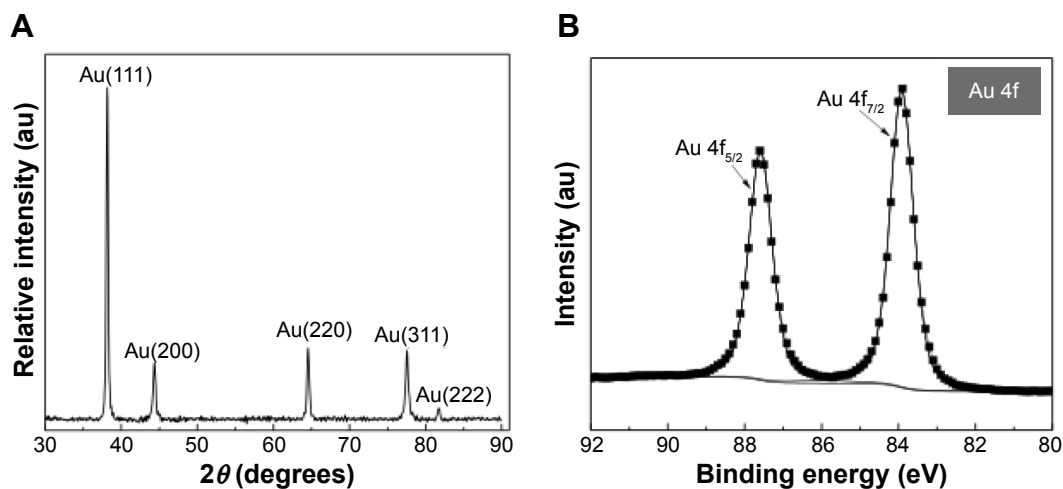 A
Relative intensity (au)
Au(111)
Au(200)
Au(220)
Au(311)
Au(222)
30 40 50 60 70 80 90
2θ (degrees)
B
Intensity (au)
Au 4f
Au 4f7/2
Au 4f5/2
92 90 88 86 84 82 80
Binding energy (eV)